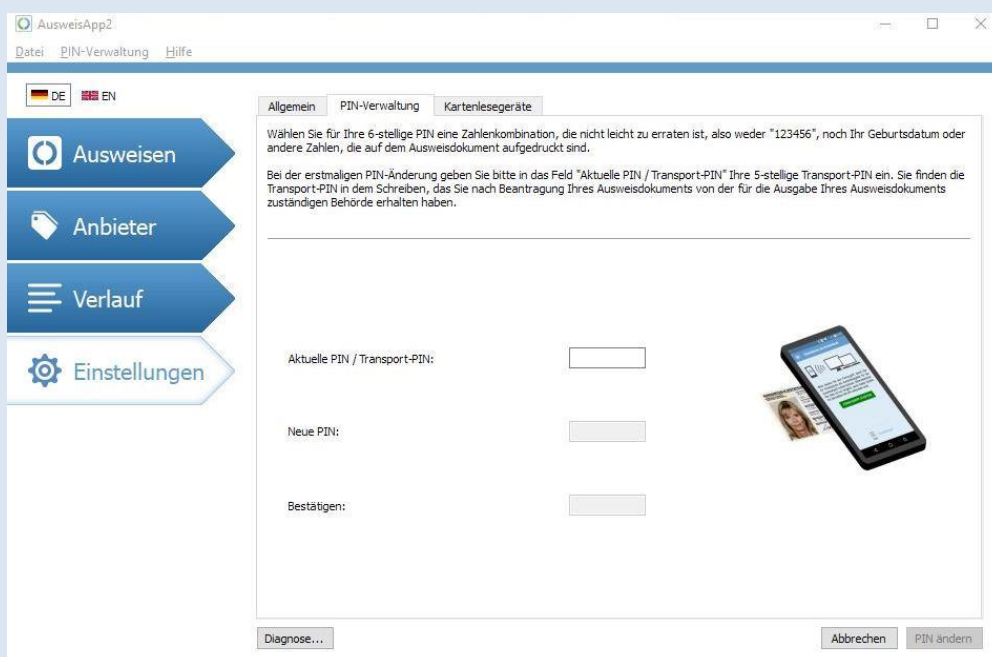 AusweisApp2
Datei PIN-Verwaltung Hilfe
DE EN
Allgemein PIN-Verwaltung Kartenlesegeräte
Ausweisen
Anbieter
Verlauf
Einstellungen
Wählen Sie für Ihre 6-stellige PIN eine Zahlenkombination, die nicht leicht zu erraten ist, also weder "123456", noch Ihr Geburtsdatum oder
andere Zahlen, die auf dem Ausweisdokument aufgedruckt sind.
Bei der erstmaligen PIN-Änderung geben Sie bitte in das Feld "Aktuelle PIN / Transport-PIN" Ihre 5-stellige Transport-PIN ein. Sie finden die
Transport-PIN in dem Schreiben, das Sie nach Beantragung Ihres Ausweisdokuments von der für die Ausgabe Ihres Ausweisdokuments
zuständigen Behörde erhalten haben.
Aktuelle PIN / Transport-PIN:
Neue PIN:
Bestätigen:
Diagnose...
Abbrechen
PIN ändern